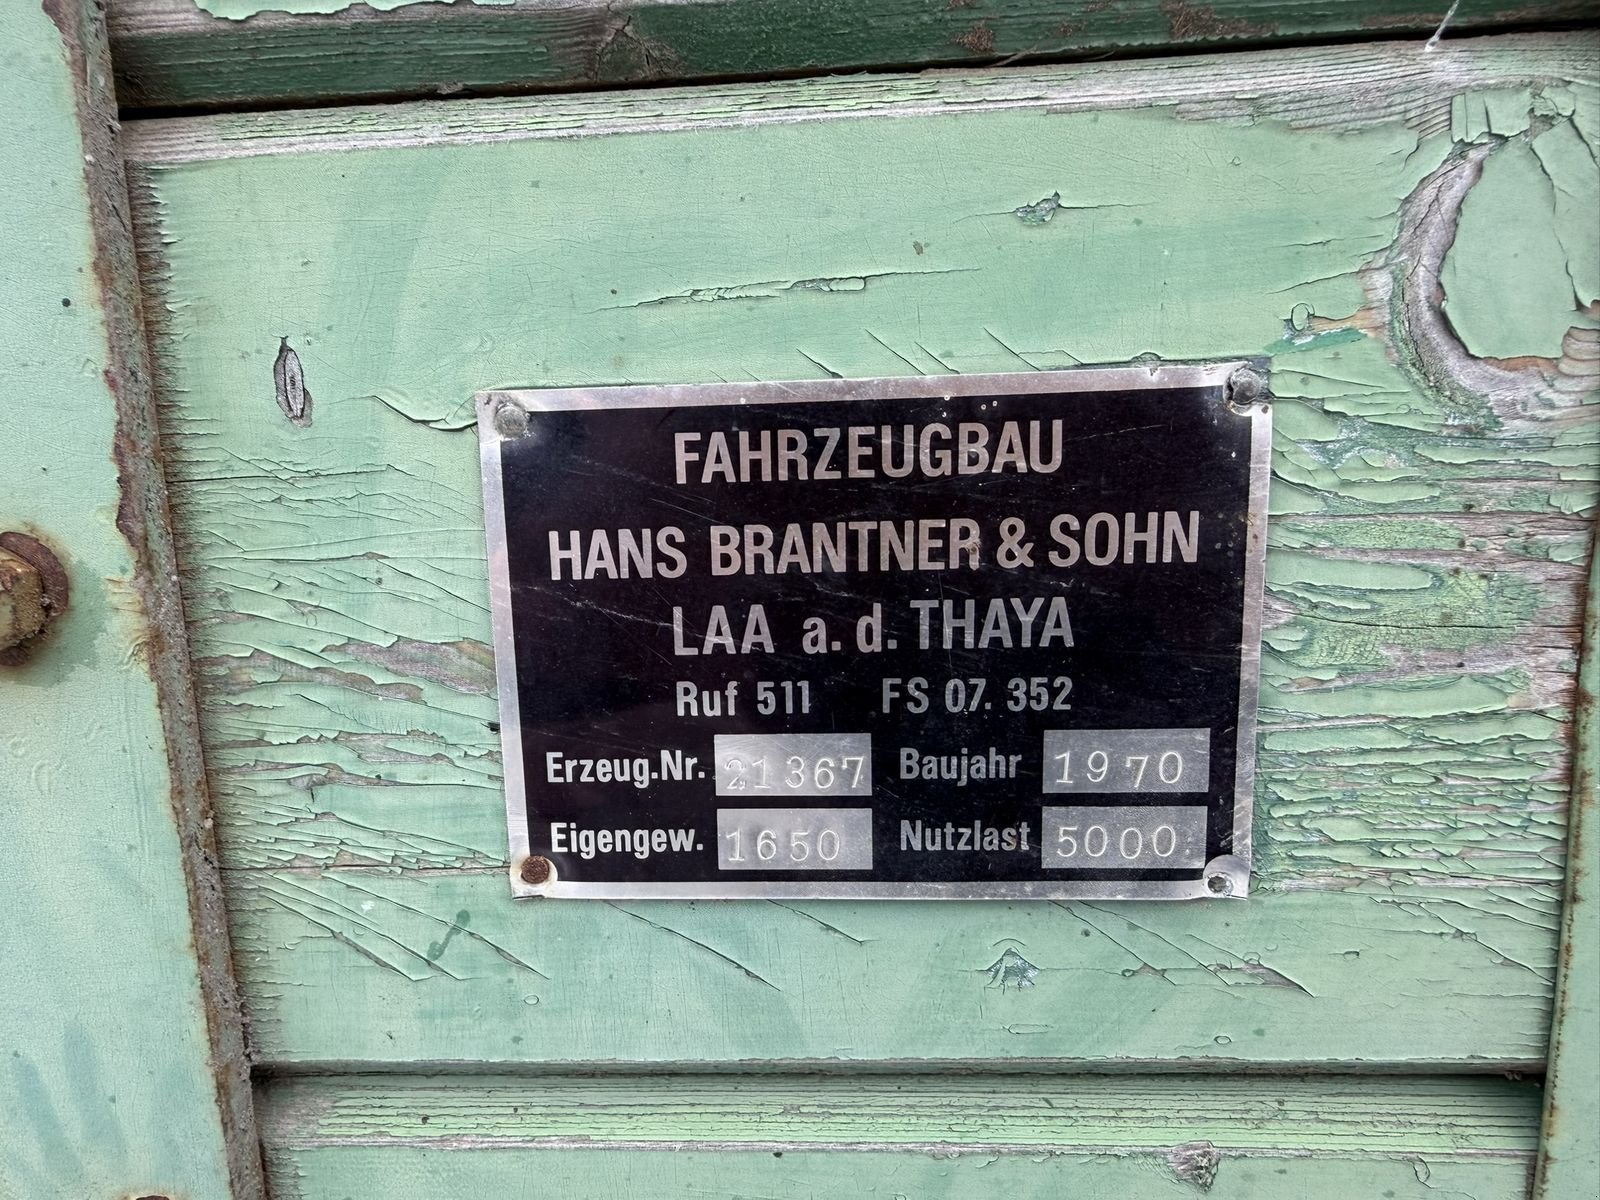 FAHRZEUGBAU
HANS BRANTNER & SOHN
LAA a. d. THAYA
Ruf 511 FS 07. 352
Erzeug.Nr. 21367 Baujahr 1970
Eigengew. 1650 Nutzlast 5000